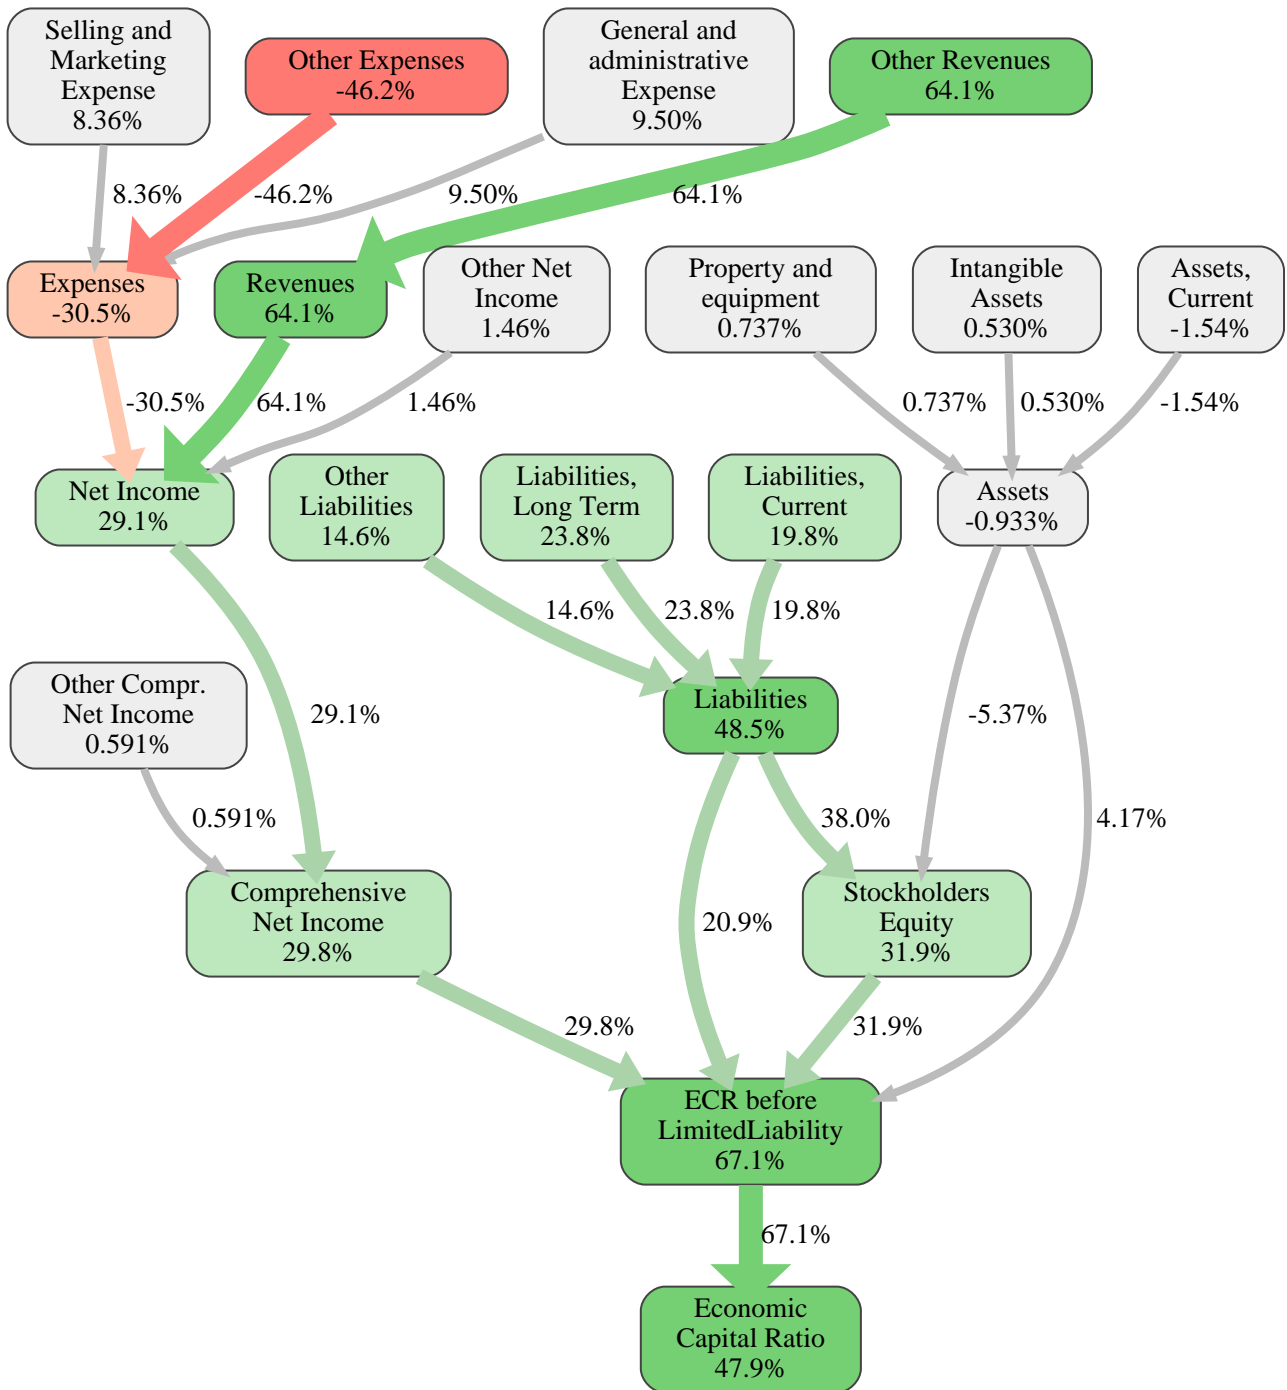 Selling and
Marketing
Expense
8.36%
Other Expenses
-46.2%
General and
administrative
Expense
9.50%
Other Revenues
64.1%
8.36%
-46.2%
9.50%
64.1%
Expenses
-30.5%
Revenues
64.1%
Other Net
Income
1.46%
Property and
equipment
0.737%
Intangible
Assets
0.530%
Assets,
Current
-1.54%
-30.5%
64.1%
1.46%
0.737%
0.530%
-1.54%
Net Income
29.1%
Other
Liabilities
14.6%
Liabilities,
Long Term
23.8%
Liabilities,
Current
19.8%
Assets
-0.933%
14.6%
23.8%
19.8%
Other Compr.
Net Income
0.591%
29.1%
Liabilities
48.5%
-5.37%
0.591%
38.0%
4.17%
Comprehensive
Net Income
29.8%
20.9%
Stockholders
Equity
31.9%
29.8%
31.9%
ECR before
LimitedLiability
67.1%
67.1%
Economic
Capital Ratio
47.9%